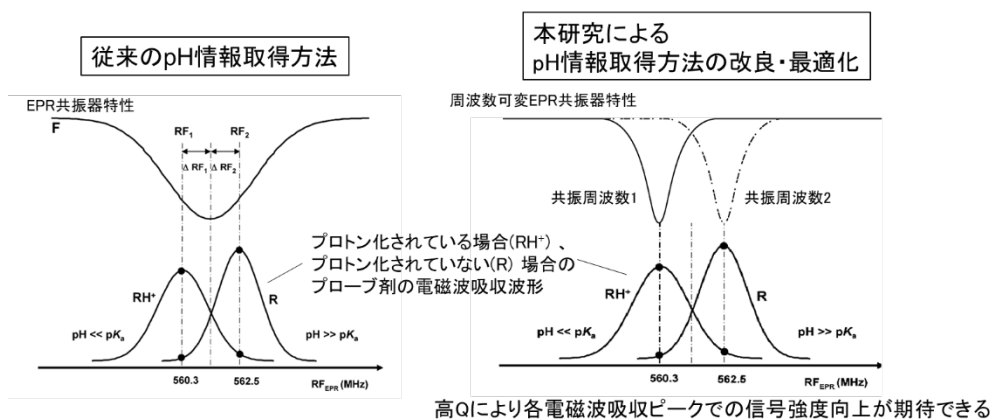 従来のpH情報取得方法
本研究による
pH情報取得方法の改良・最適化
EPR共振器特性
F
RF₁
RF₂
Δ RF₁
Δ RF₂
RH⁺
R
pH << pKₐ
pH >> pKₐ
560.3
562.5
RF_EPR (MHz)
プロトン化されている場合(RH⁺) 、
プロトン化されていない(R) 場合の
プローブ剤の電磁波吸収波形
周波数可変EPR共振器特性
共振周波数1
共振周波数2
RH⁺
R
pH << pKₐ
pH >> pKₐ
560.3
562.5
RF_EPR (MHz)
高Qにより各電磁波吸収ピークでの信号強度向上が期待できる